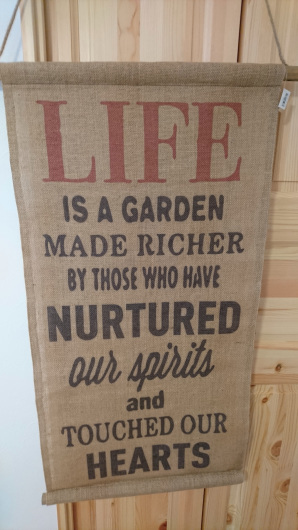 LIFE
IS A GARDEN
MADE RICHER
BY THOSE WHO HAVE
NURTURED
our spirits
and
TOUCHED OUR
HEARTS